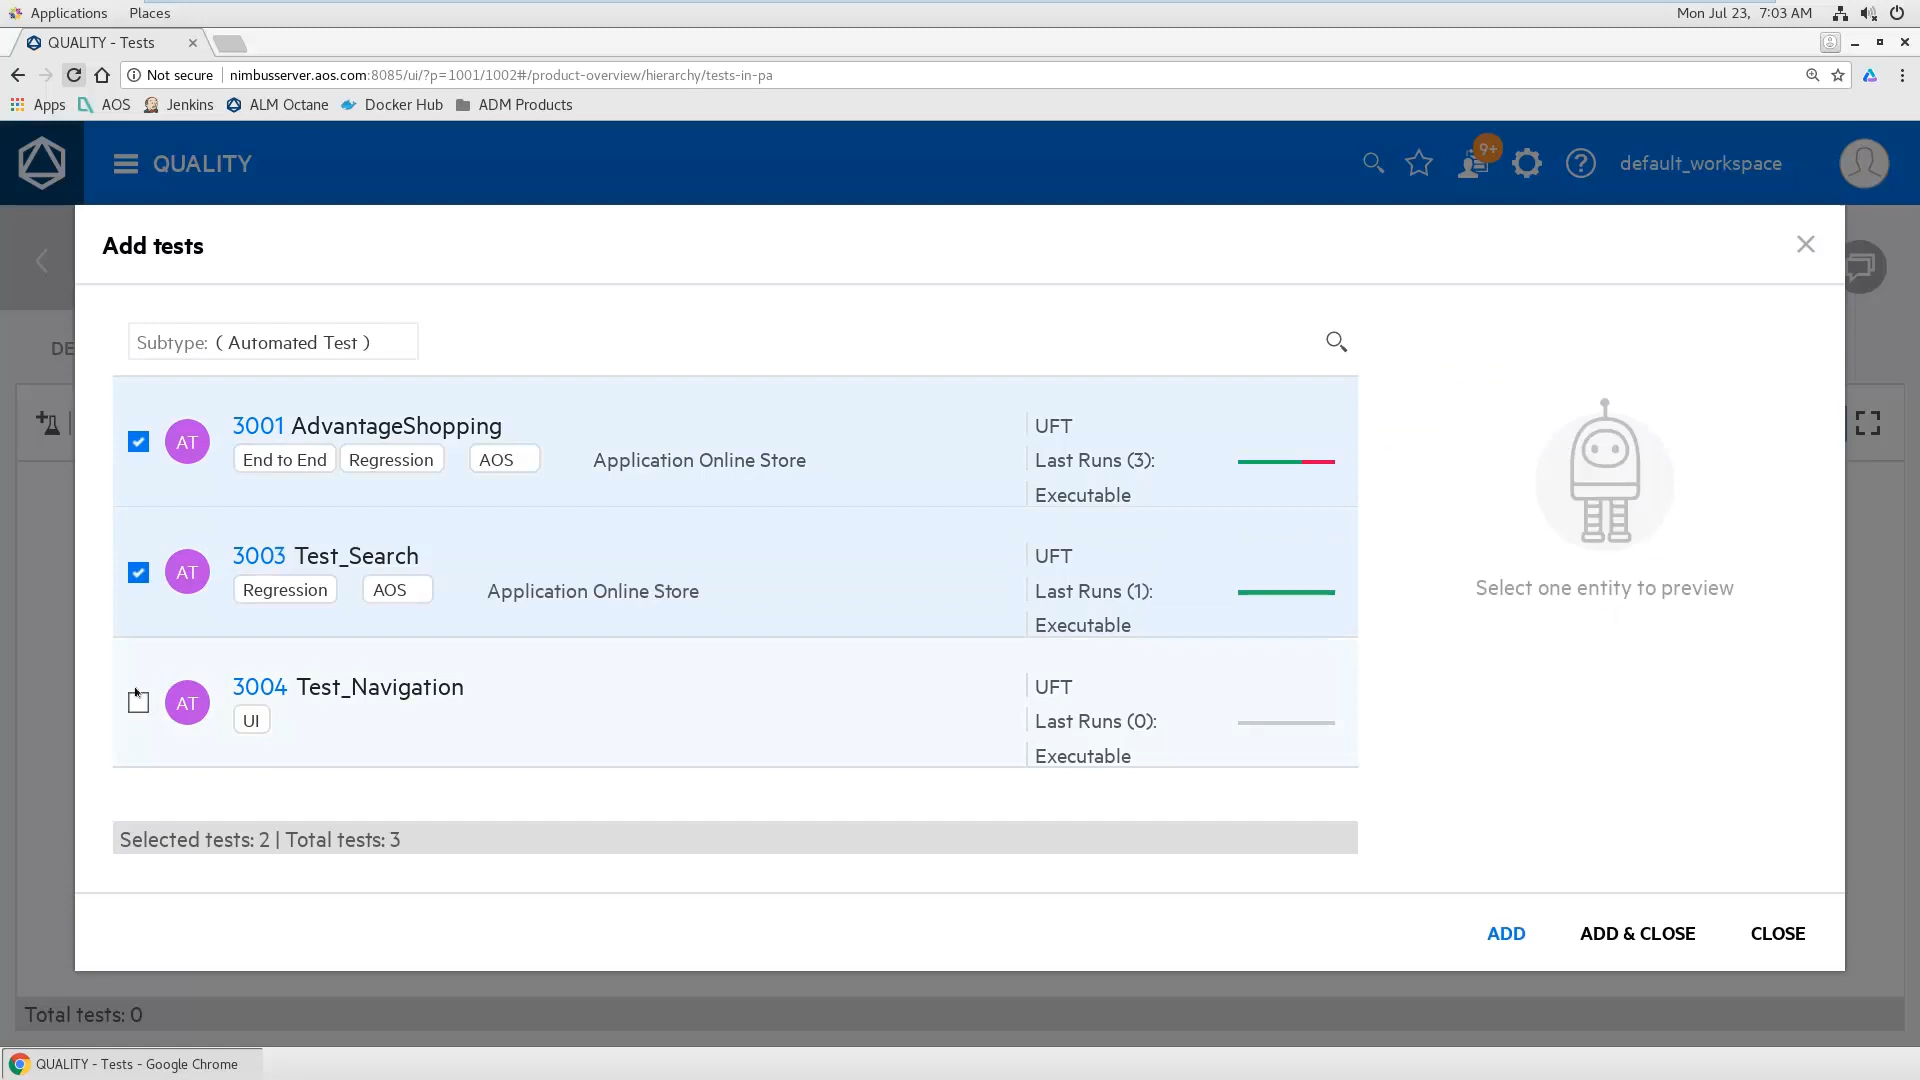 Applications Places Mon Jul 23, 7:03 AM
QUALITY - Tests
Not secure nimbusserver.aos.com:8085/ui/?p=1001/1002#/product-overview/hierarchy/tests-in-pa
Apps AOS Jenkins ALM Octane Docker Hub ADM Products
QUALITY 9+ default_workspace
Add tests
DE
Subtype: ( Automated Test )
AT 3001 AdvantageShopping UFT
End to End Regression AOS Application Online Store Last Runs (3):
Executable
AT 3003 Test_Search UFT
Regression AOS Application Online Store Last Runs (1):
Executable
Select one entity to preview
AT 3004 Test_Navigation UFT
UI Last Runs (0):
Executable
Selected tests: 2 | Total tests: 3
ADD ADD & CLOSE CLOSE
Total tests: 0
QUALITY - Tests - Google Chrome